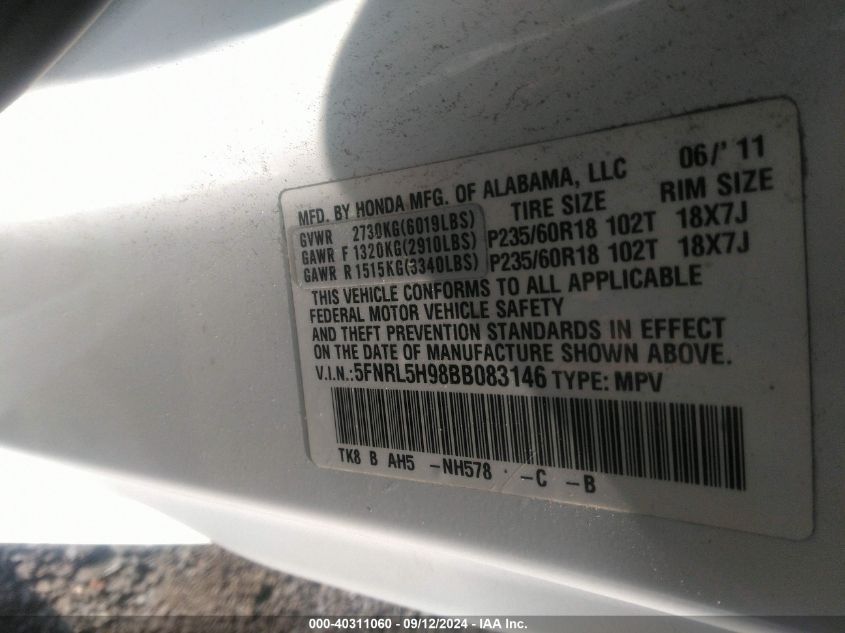 MFD. BY HONDA MFG. OF ALABAMA, LLC 06/'11
TIRE SIZE RIM SIZE
GVWR 2730KG(6019LBS)
GAWR F 1320KG(2910LBS) P235/60R18 102T 18X7J
GAWR R 1515KG(3340LBS) P235/60R18 102T 18X7J
THIS VEHICLE CONFORMS TO ALL APPLICABLE
FEDERAL MOTOR VEHICLE SAFETY
AND THEFT PREVENTION STANDARDS IN EFFECT
ON THE DATE OF MANUFACTURE SHOWN ABOVE.
V.I.N.:5FNRL5H98BB083146 TYPE: MPV
TK8 B AH5 -NH578 -C -B
000-40311060 - 09/12/2024 - IAA Inc.